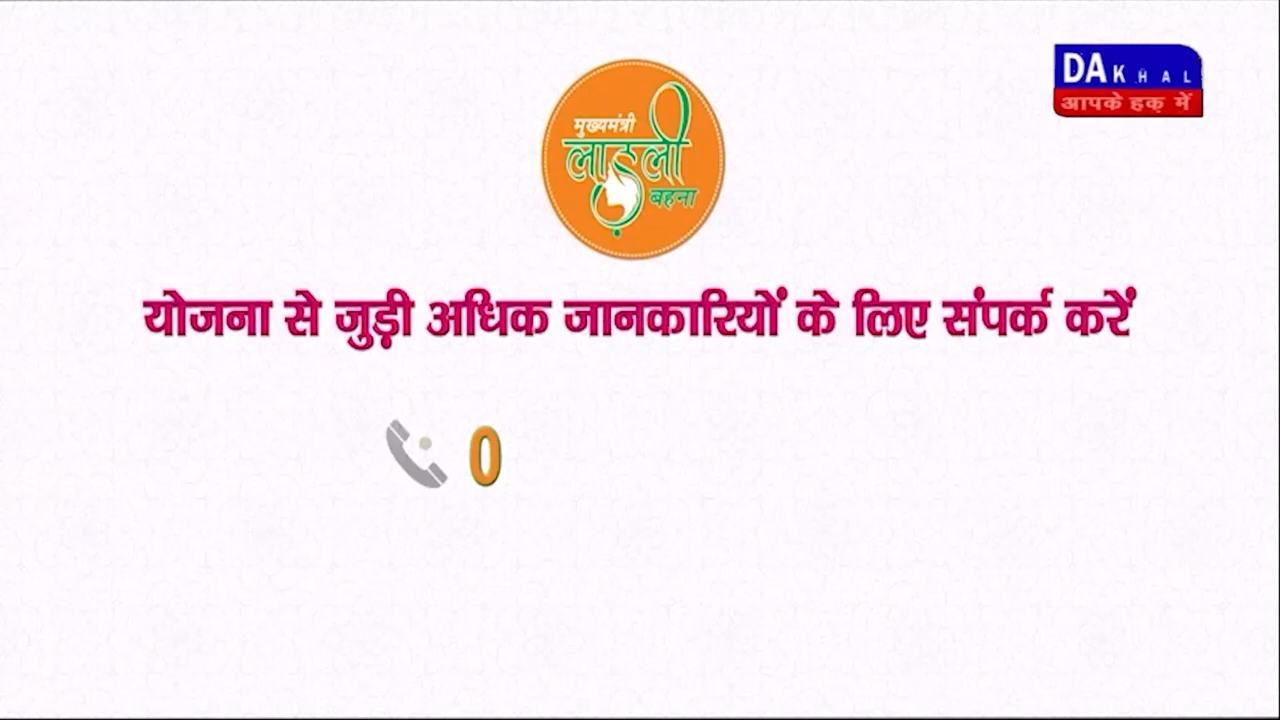 DAKHAL
आपके हक में
मुख्यमंत्री
लाड़ली
बहना
योजना से जुड़ी अधिक जानकारियों के लिए संपर्क करें
0